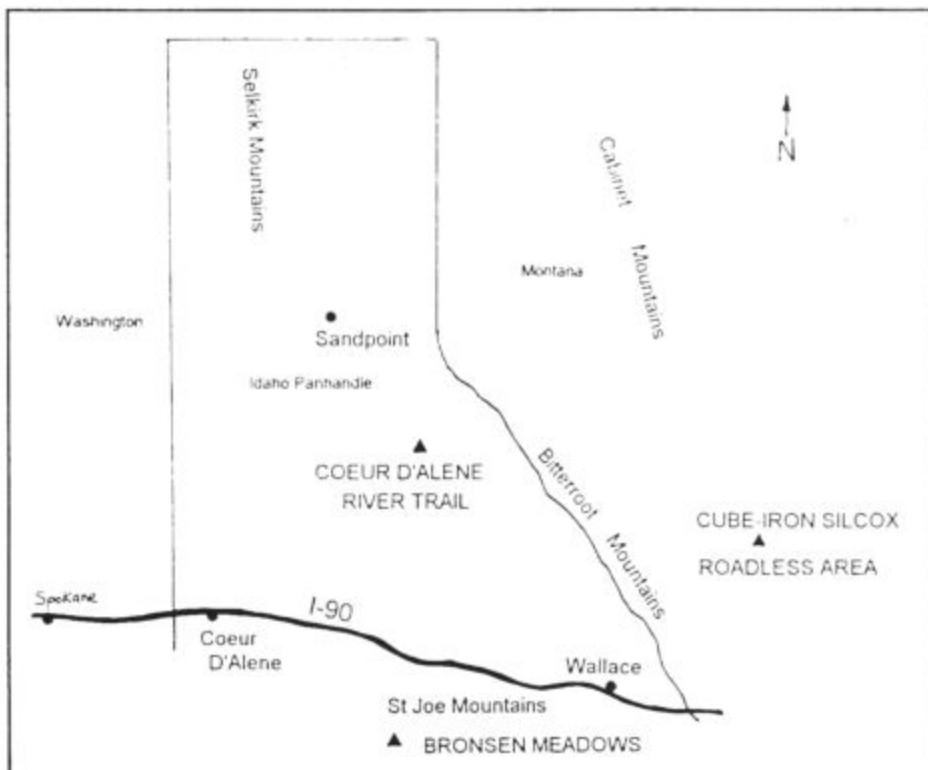 Selkirk Mountains
N
Cabinet Mountains
Montana
Washington
Sandpoint
Idaho Panhandle
COEUR D'ALENE
RIVER TRAIL
Bitterroot Mountains
CUBE-IRON SILCOX
ROADLESS AREA
Spokane
I-90
Coeur
D'Alene
Wallace
St Joe Mountains
BRONSEN MEADOWS